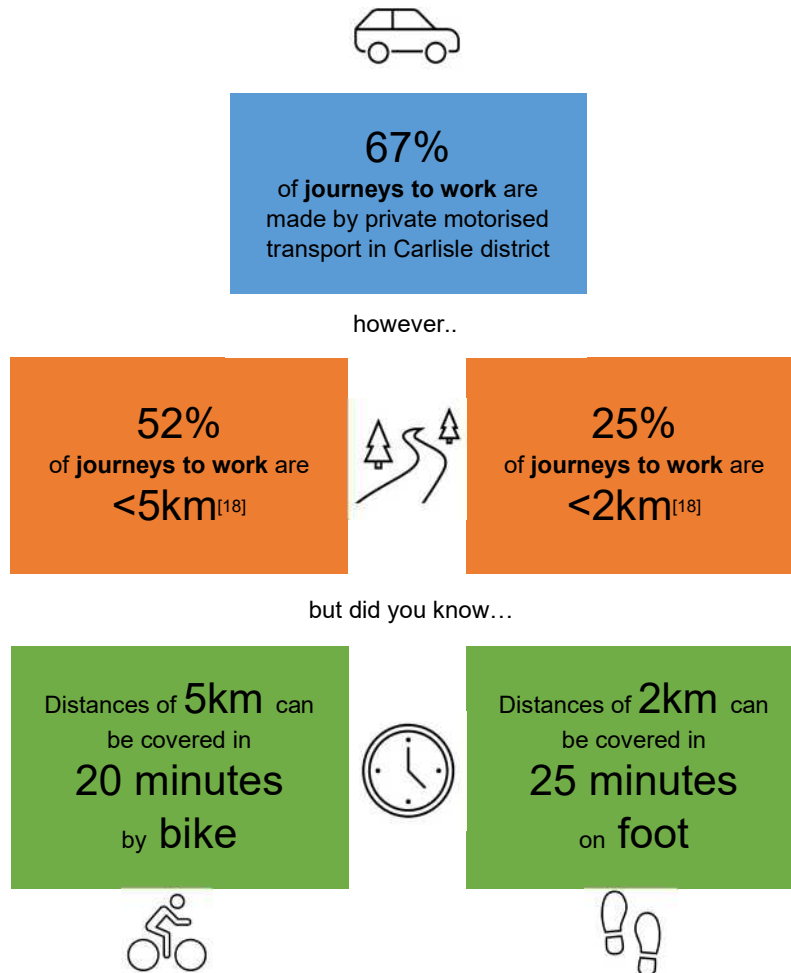 67%
of journeys to work are
made by private motorised
transport in Carlisle district
however..
52%
of journeys to work are
<5km[18]
25%
of journeys to work are
<2km[18]
but did you know…
Distances of 5km can
be covered in
20 minutes
by bike
Distances of 2km can
be covered in
25 minutes
on foot